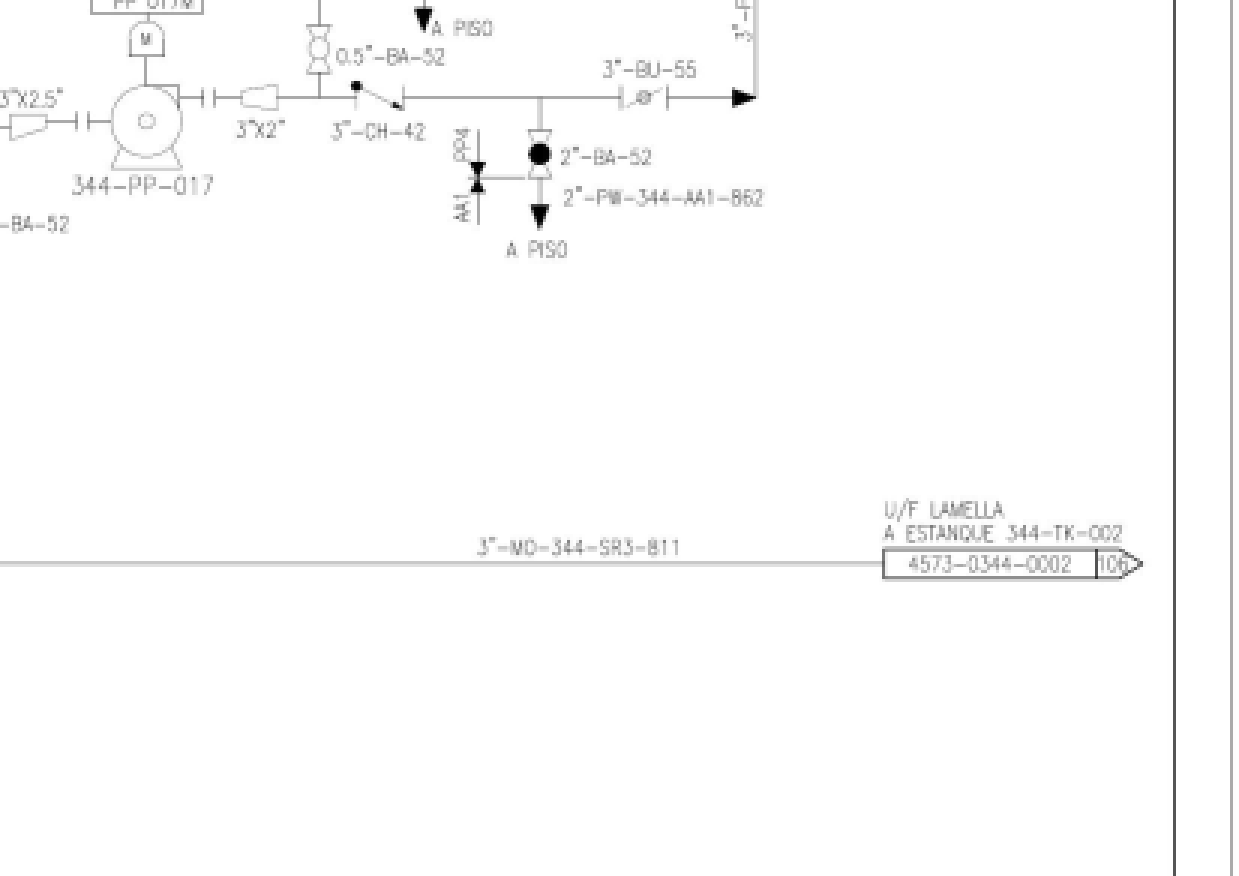 PP 017M
A PISO
M
0.5"-BA-52
3"-BU-55
3"X2.5"
3"X2"
3"-CH-42
PP4
2"-BA-52
344-PP-017
AA1
2"-PW-344-AA1-862
-BA-52
A PISO
U/F LAMELLA
A ESTANQUE 344-TK-002
3"-MD-344-SR3-811
4573-0344-0002 106